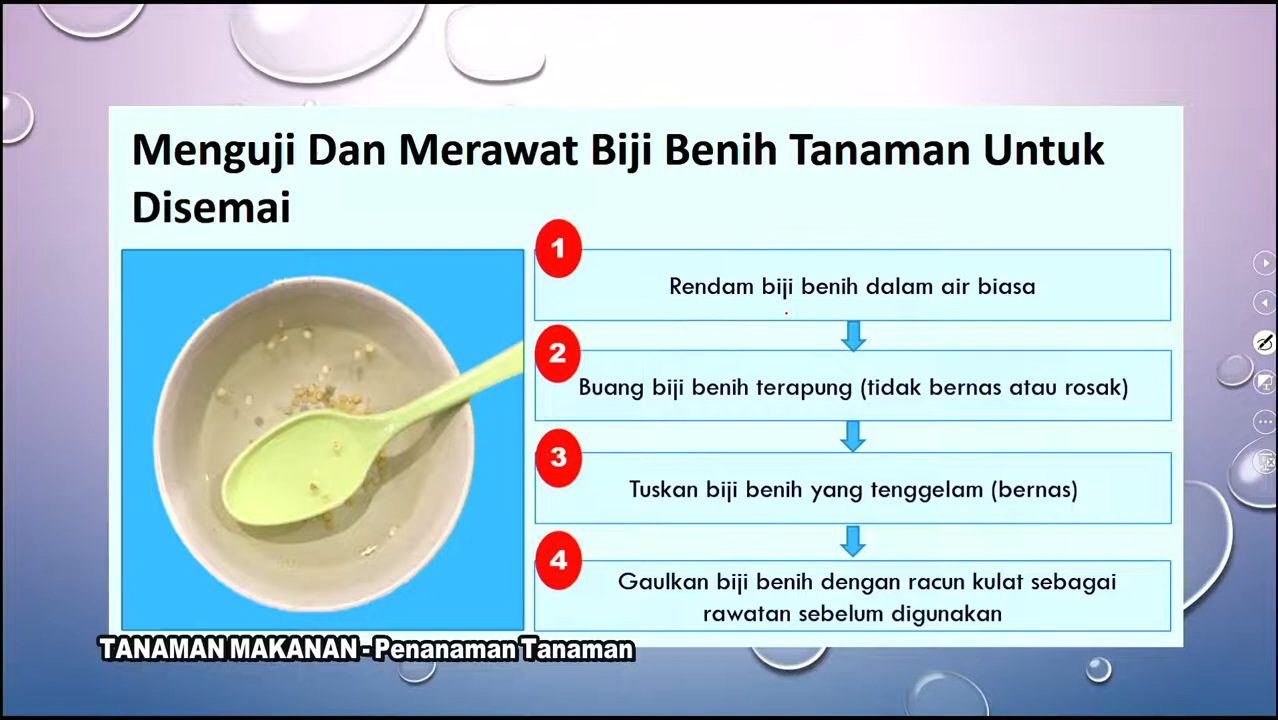 Menguji Dan Merawat Biji Benih Tanaman Untuk
Disemai
1
Rendam biji benih dalam air biasa
2
Buang biji benih terapung (tidak bernas atau rosak)
3
Tuskan biji benih yang tenggelam (bernas)
4
Gaulkan biji benih dengan racun kulat sebagai
rawatan sebelum digunakan
TANAMAN MAKANAN - Penanaman Tanaman